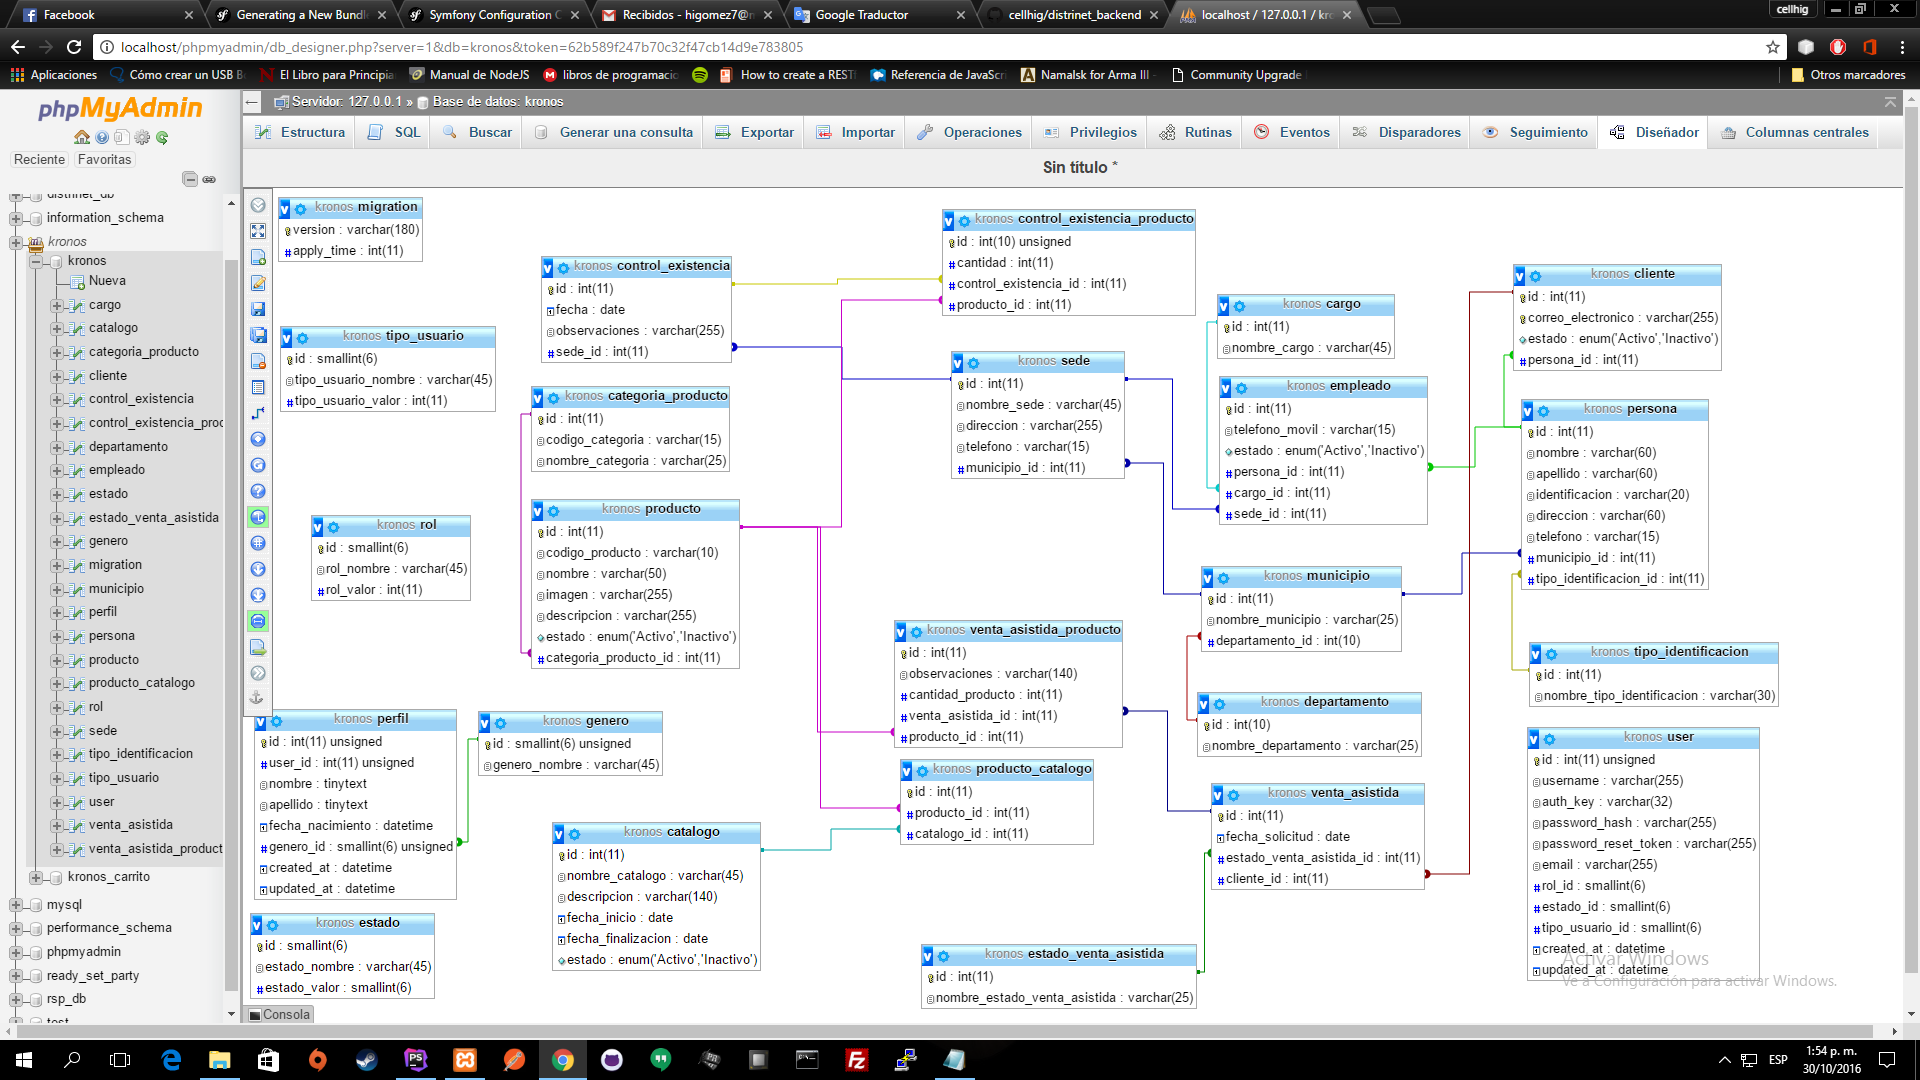 Facebook
Generating a New Bundle
Symfony Configuration C
Recibidos - higomez7@n
Google Traductor
cellhig/distrinet_backend
localhost / 127.0.0.1 / kro
cellhig
localhost/phpmyadmin/db_designer.php?server=1&db=kronos&token=62b589f247b70c32f47cb14d9e783805
Aplicaciones
Cómo crear un USB B
El Libro para Principia
Manual de NodeJS
libros de programacio
How to create a REST
Referencia de JavaScri
Namalsk for Arma III -
Community Upgrade
Otros marcadores
phpMyAdmin
Reciente
Favoritas
distrinet_db
information_schema
kronos
kronos
Nueva
cargo
catalogo
categoria_producto
cliente
control_existencia
control_existencia_proc
departamento
empleado
estado
estado_venta_asistida
genero
migration
municipio
perfil
persona
producto
producto_catalogo
rol
sede
tipo_identificacion
tipo_usuario
user
venta_asistida
venta_asistida_product
kronos_carrito
mysql
performance_schema
phpmyadmin
ready_set_party
rsp_db
test
Servidor: 127.0.0.1 » Base de datos: kronos
Estructura
SQL
Buscar
Generar una consulta
Exportar
Importar
Operaciones
Privilegios
Rutinas
Eventos
Disparadores
Seguimiento
Diseñador
Columnas centrales
Sin título *
kronos migration
version : varchar(180)
apply_time : int(11)
kronos tipo_usuario
id : smallint(6)
tipo_usuario_nombre : varchar(45)
tipo_usuario_valor : int(11)
kronos rol
id : smallint(6)
rol_nombre : varchar(45)
rol_valor : int(11)
kronos perfil
id : int(11) unsigned
user_id : int(11) unsigned
nombre : tinytext
apellido : tinytext
fecha_nacimiento : datetime
genero_id : smallint(6) unsigned
created_at : datetime
updated_at : datetime
kronos estado
id : smallint(6)
estado_nombre : varchar(45)
estado_valor : smallint(6)
kronos control_existencia
id : int(11)
fecha : date
observaciones : varchar(255)
sede_id : int(11)
kronos categoria_producto
id : int(11)
codigo_categoria : varchar(15)
nombre_categoria : varchar(25)
kronos producto
id : int(11)
codigo_producto : varchar(10)
nombre : varchar(50)
imagen : varchar(255)
descripcion : varchar(255)
estado : enum('Activo','Inactivo')
categoria_producto_id : int(11)
kronos genero
id : smallint(6) unsigned
genero_nombre : varchar(45)
kronos catalogo
id : int(11)
nombre_catalogo : varchar(45)
descripcion : varchar(140)
fecha_inicio : date
fecha_finalizacion : date
estado : enum('Activo','Inactivo')
kronos control_existencia_producto
id : int(10) unsigned
cantidad : int(11)
control_existencia_id : int(11)
producto_id : int(11)
kronos sede
id : int(11)
nombre_sede : varchar(45)
direccion : varchar(255)
telefono : varchar(15)
municipio_id : int(11)
kronos venta_asistida_producto
id : int(11)
observaciones : varchar(140)
cantidad_producto : int(11)
venta_asistida_id : int(11)
producto_id : int(11)
kronos producto_catalogo
id : int(11)
producto_id : int(11)
catalogo_id : int(11)
kronos estado_venta_asistida
id : int(11)
nombre_estado_venta_asistida : varchar(25)
kronos cargo
id : int(11)
nombre_cargo : varchar(45)
kronos empleado
id : int(11)
telefono_movil : varchar(15)
estado : enum('Activo','Inactivo')
persona_id : int(11)
cargo_id : int(11)
sede_id : int(11)
kronos municipio
id : int(11)
nombre_municipio : varchar(25)
departamento_id : int(10)
kronos departamento
id : int(10)
nombre_departamento : varchar(25)
kronos venta_asistida
id : int(11)
fecha_solicitud : date
estado_venta_asistida_id : int(11)
cliente_id : int(11)
kronos cliente
id : int(11)
correo_electronico : varchar(255)
estado : enum('Activo','Inactivo')
persona_id : int(11)
kronos persona
id : int(11)
nombre : varchar(60)
apellido : varchar(60)
identificacion : varchar(20)
direccion : varchar(60)
telefono : varchar(15)
municipio_id : int(11)
tipo_identificacion_id : int(11)
kronos tipo_identificacion
id : int(11)
nombre_tipo_identificacion : varchar(30)
kronos user
id : int(11) unsigned
username : varchar(255)
auth_key : varchar(32)
password_hash : varchar(255)
password_reset_token : varchar(255)
email : varchar(255)
rol_id : smallint(6)
estado_id : smallint(6)
tipo_usuario_id : smallint(6)
created_at : datetime
updated_at : datetime
Activar Windows
Ve a Configuración para activar Windows.
Consola
ESP
1:54 p. m.
30/10/2016